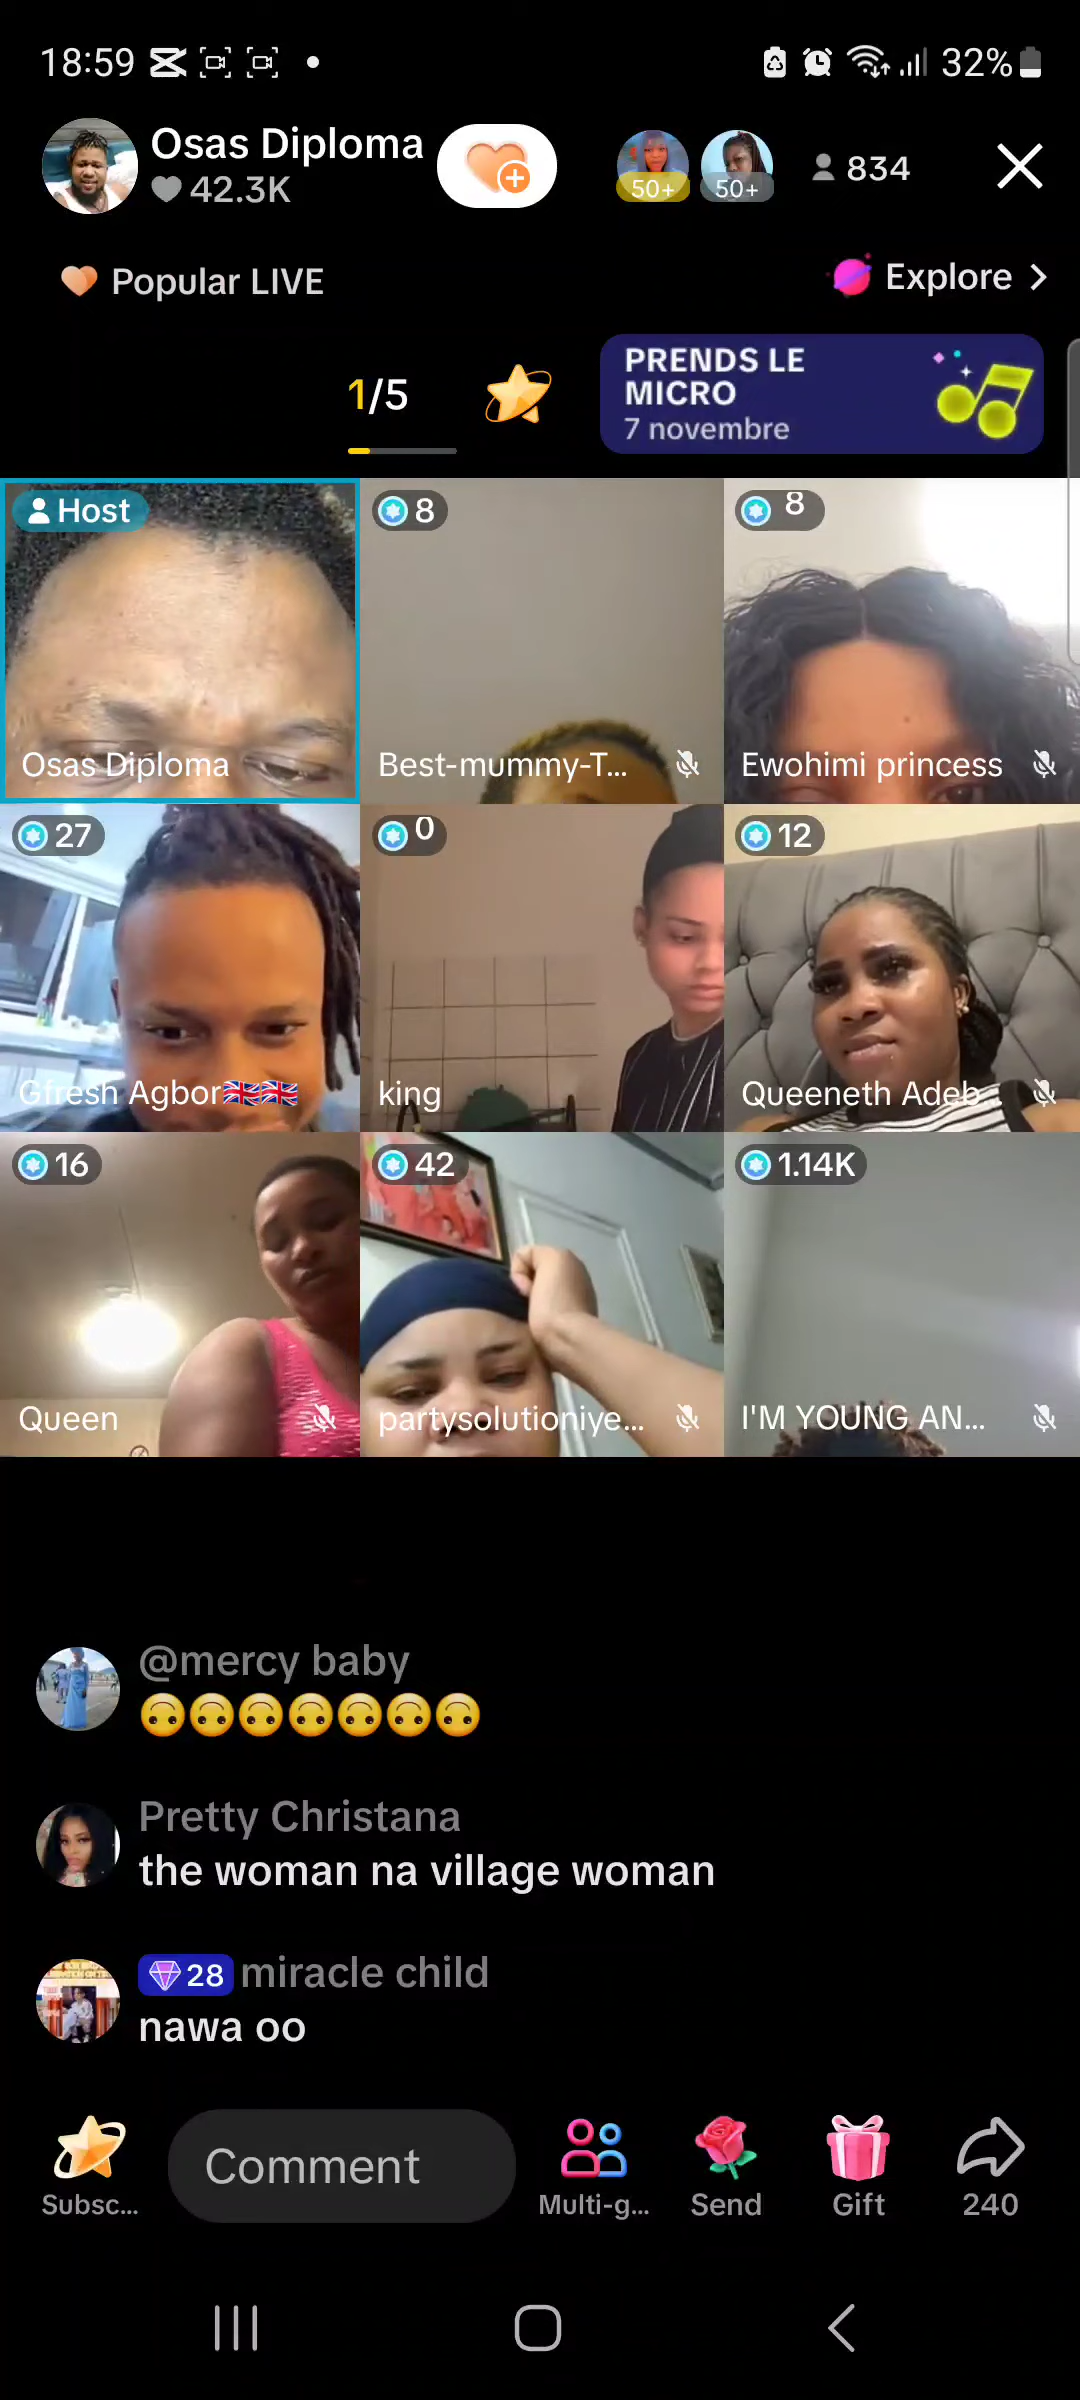 18:59
32%
Osas Diploma
42.3K
50+
50+
834
Popular LIVE
Explore
1/5
PRENDS LE
MICRO
7 novembre
Host
8
8
Osas Diploma
Best-mummy-T...
Ewohimi princess
27
0
12
Gfresh Agbor🇬🇧🇬🇧
king
Queeneth Adeb...
16
42
1.14K
Queen
partysolutioniye...
I'M YOUNG AN...
@mercy baby
🙃🙃🙃🙃🙃🙃🙃
Pretty Christana
the woman na village woman
28 miracle child
nawa oo
Subsc...
Comment
Multi-g...
Send
Gift
240